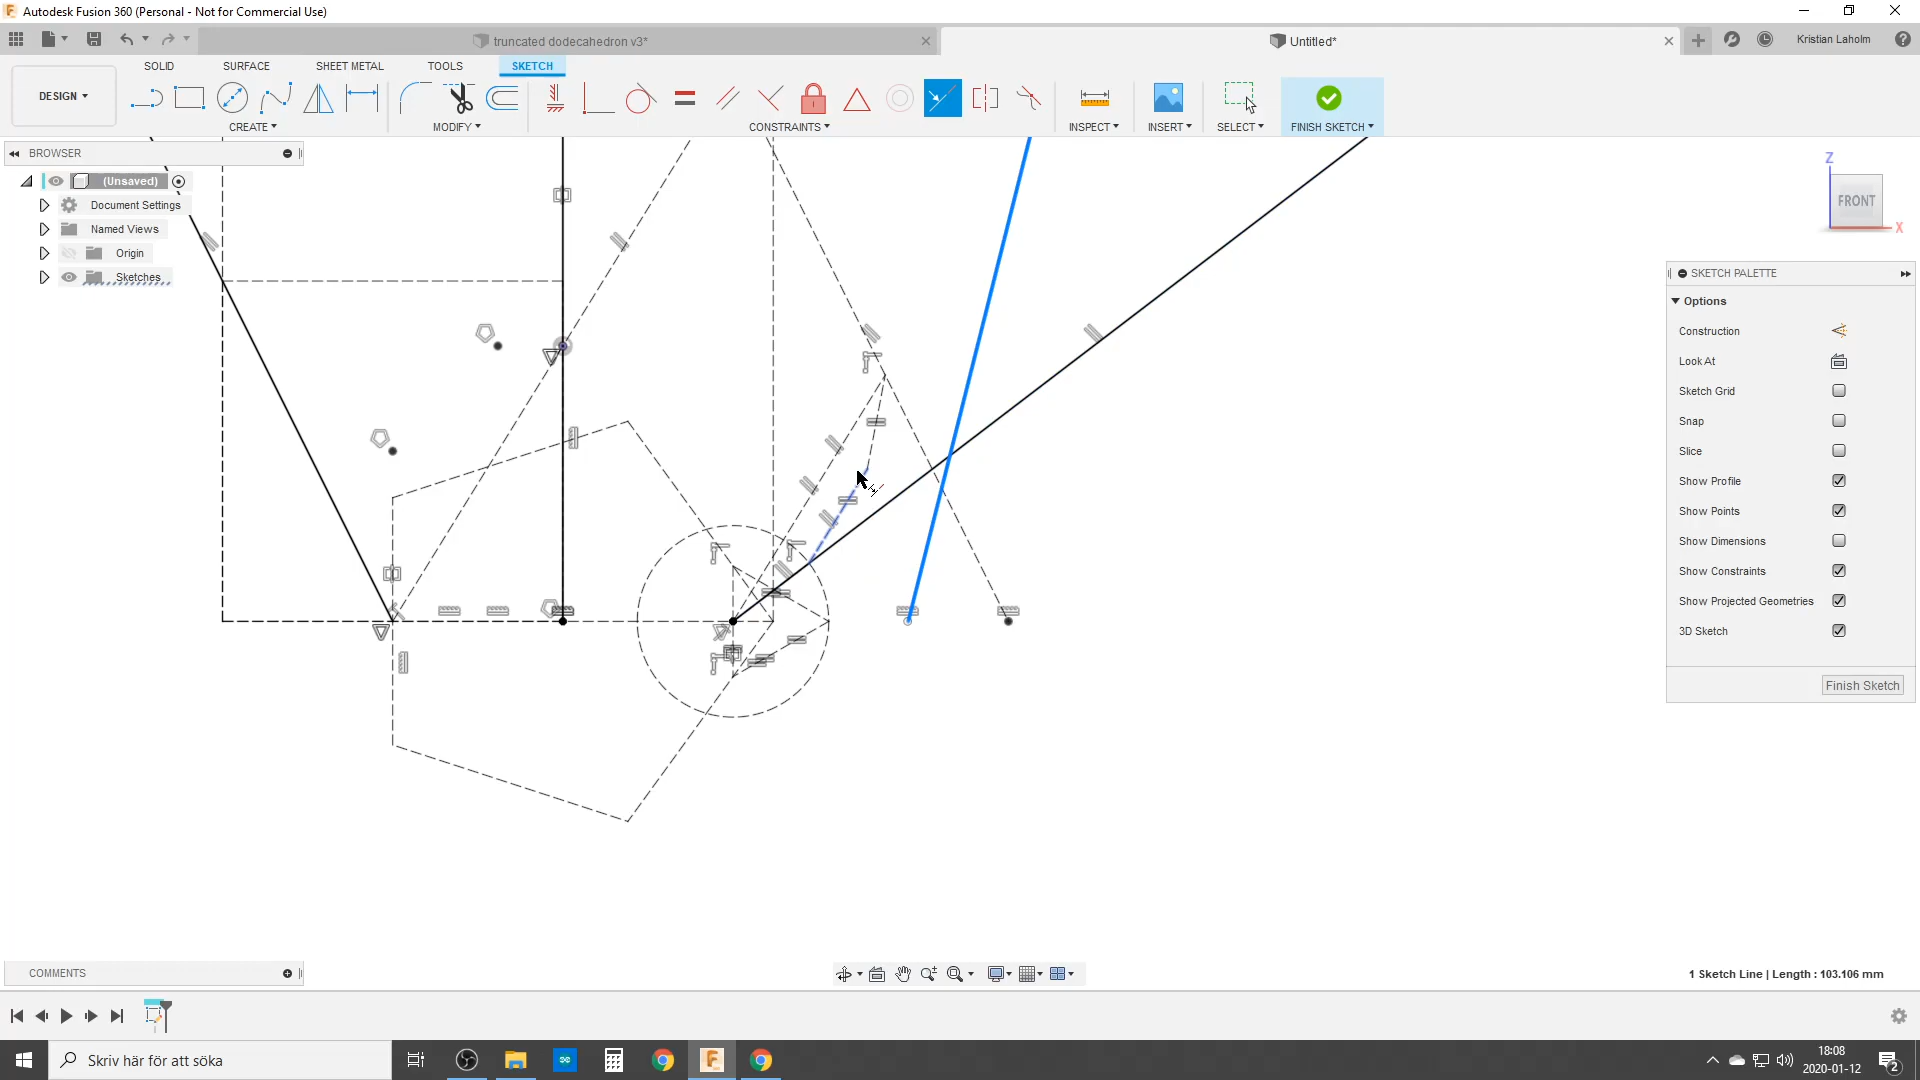 Autodesk Fusion 360 (Personal - Not for Commercial Use)
truncated dodecahedron v3*
Untitled*
Kristian Laholm
SOLID
SURFACE
SHEET METAL
TOOLS
SKETCH
DESIGN
CREATE
MODIFY
CONSTRAINTS
INSPECT
INSERT
SELECT
FINISH SKETCH
BROWSER
(Unsaved)
Document Settings
Named Views
Origin
Sketches
Z
FRONT
X
SKETCH PALETTE
Options
Construction
Look At
Sketch Grid
Snap
Slice
Show Profile
Show Points
Show Dimensions
Show Constraints
Show Projected Geometries
3D Sketch
Finish Sketch
COMMENTS
1 Sketch Line | Length : 103.106 mm
Skriv här för att söka
18:08
2020-01-12
2